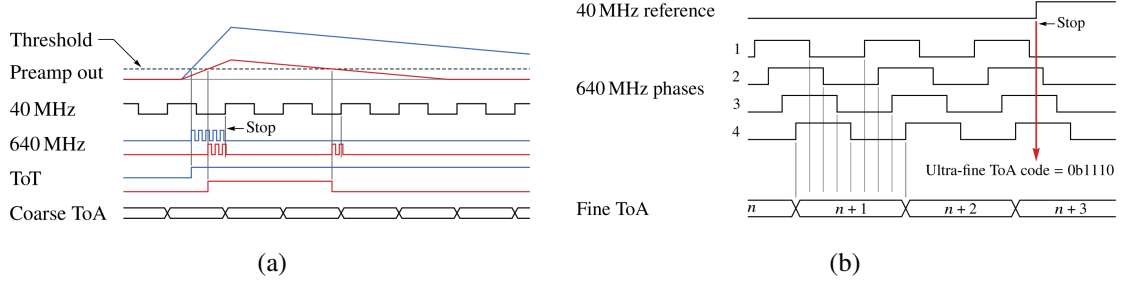 Threshold
Preamp out
40 MHz
Stop
640 MHz
ToT
Coarse ToA
(a)
40 MHz reference
Stop
1
2
640 MHz phases
3
4
Ultra-fine ToA code = 0b1110
Fine ToA
n
n + 1
n + 2
n + 3
(b)